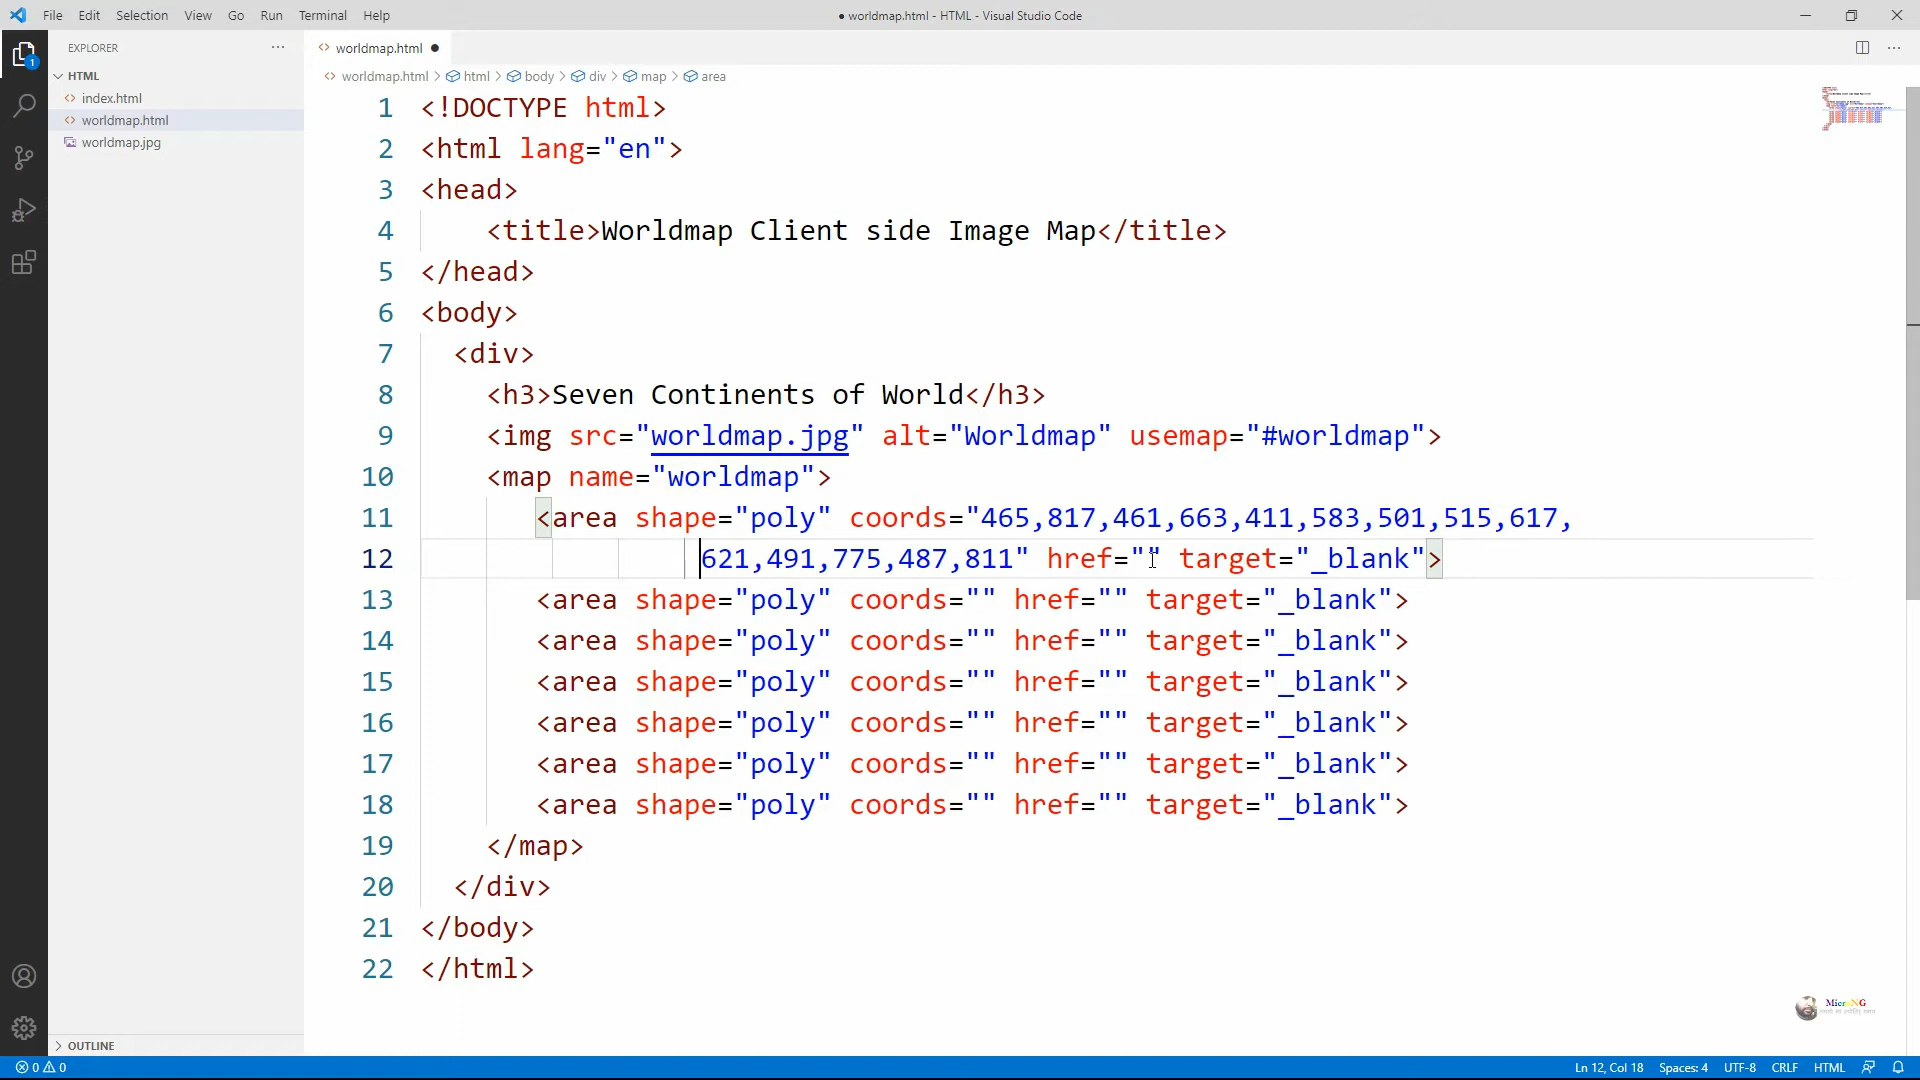 File Edit Selection View Go Run Terminal Help
● worldmap.html - HTML - Visual Studio Code
EXPLORER
worldmap.html
HTML
worldmap.html > html > body > div > map > area
index.html
worldmap.html
worldmap.jpg
1
1 <!DOCTYPE html>
2 <html lang="en">
3 <head>
4 <title>Worldmap Client side Image Map</title>
5 </head>
6 <body>
7 <div>
8 <h3>Seven Continents of World</h3>
9 <img src="worldmap.jpg" alt="Worldmap" usemap="#worldmap">
10 <map name="worldmap">
11 <area shape="poly" coords="465,817,461,663,411,583,501,515,617,
12 621,491,775,487,811" href="" target="_blank">
13 <area shape="poly" coords="" href="" target="_blank">
14 <area shape="poly" coords="" href="" target="_blank">
15 <area shape="poly" coords="" href="" target="_blank">
16 <area shape="poly" coords="" href="" target="_blank">
17 <area shape="poly" coords="" href="" target="_blank">
18 <area shape="poly" coords="" href="" target="_blank">
19 </map>
20 </div>
21 </body>
22 </html>
MicroNG
OUTLINE
0 0
Ln 12, Col 18 Spaces: 4 UTF-8 CRLF HTML